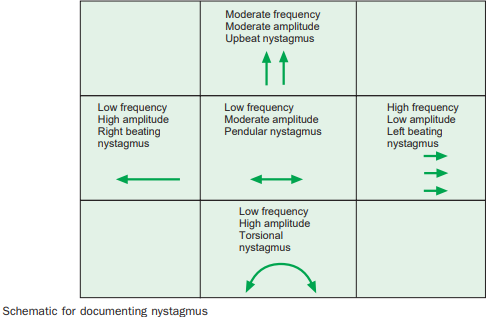 Moderate frequency
Moderate amplitude
Upbeat nystagmus
Low frequency
High amplitude
Right beating
nystagmus
Low frequency
Moderate amplitude
Pendular nystagmus
High frequency
Low amplitude
Left beating
nystagmus
Low frequency
High amplitude
Torsional
nystagmus
Schematic for documenting nystagmus